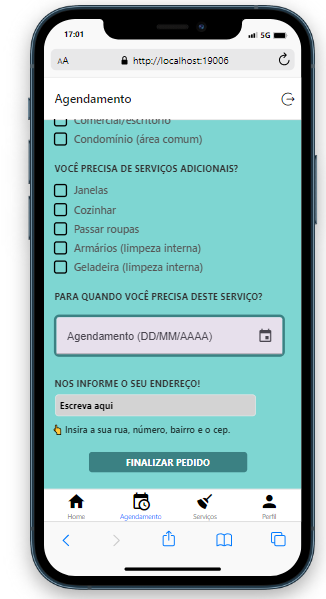 17:01
5G
AA
http://localhost:19006
Agendamento
Comercial/escritório
Condomínio (área comum)
VOCÊ PRECISA DE SERVIÇOS ADICIONAIS?
Janelas
Cozinhar
Passar roupas
Armários (limpeza interna)
Geladeira (limpeza interna)
PARA QUANDO VOCÊ PRECISA DESTE SERVIÇO?
Agendamento (DD/MM/AAAA)
NOS INFORME O SEU ENDEREÇO!
Escreva aqui
Insira a sua rua, número, bairro e o cep.
FINALIZAR PEDIDO
Home Agendamento Serviços Perfil